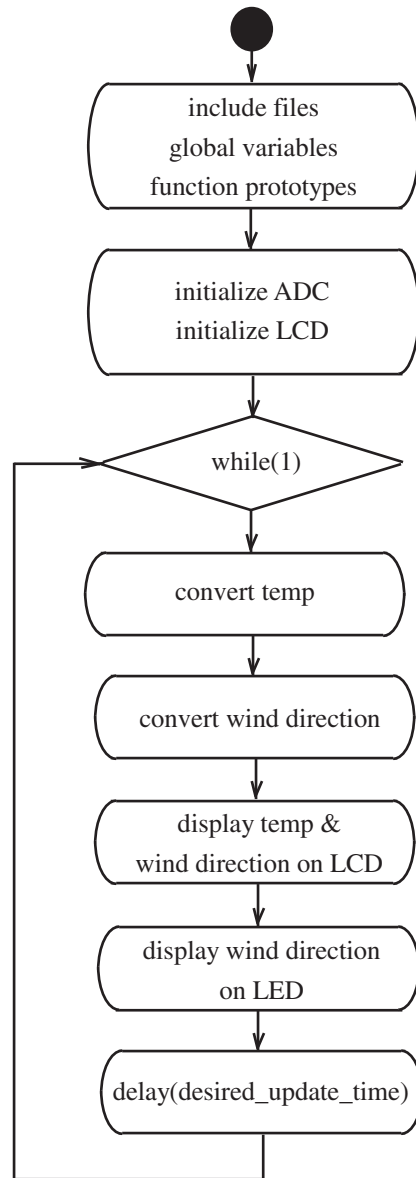 include files
global variables
function prototypes
initialize ADC
initialize LCD
while(1)
convert temp
convert wind direction
display temp &
wind direction on LCD
display wind direction
on LED
delay(desired_update_time)